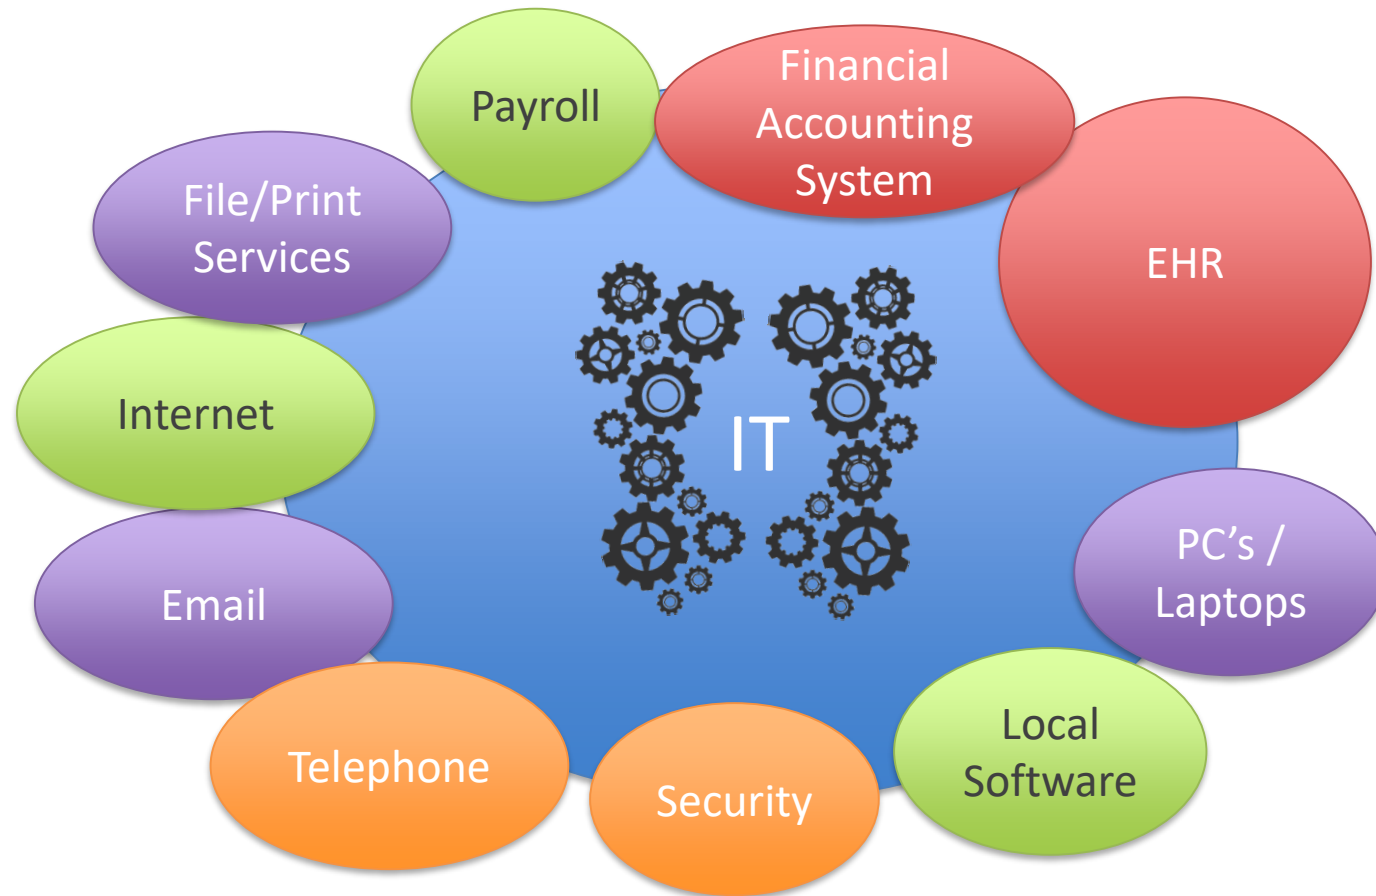 Payroll
Financial
Accounting
System
File/Print
Services
EHR
Internet
IT
PC’s /
Laptops
Email
Local
Software
Telephone
Security